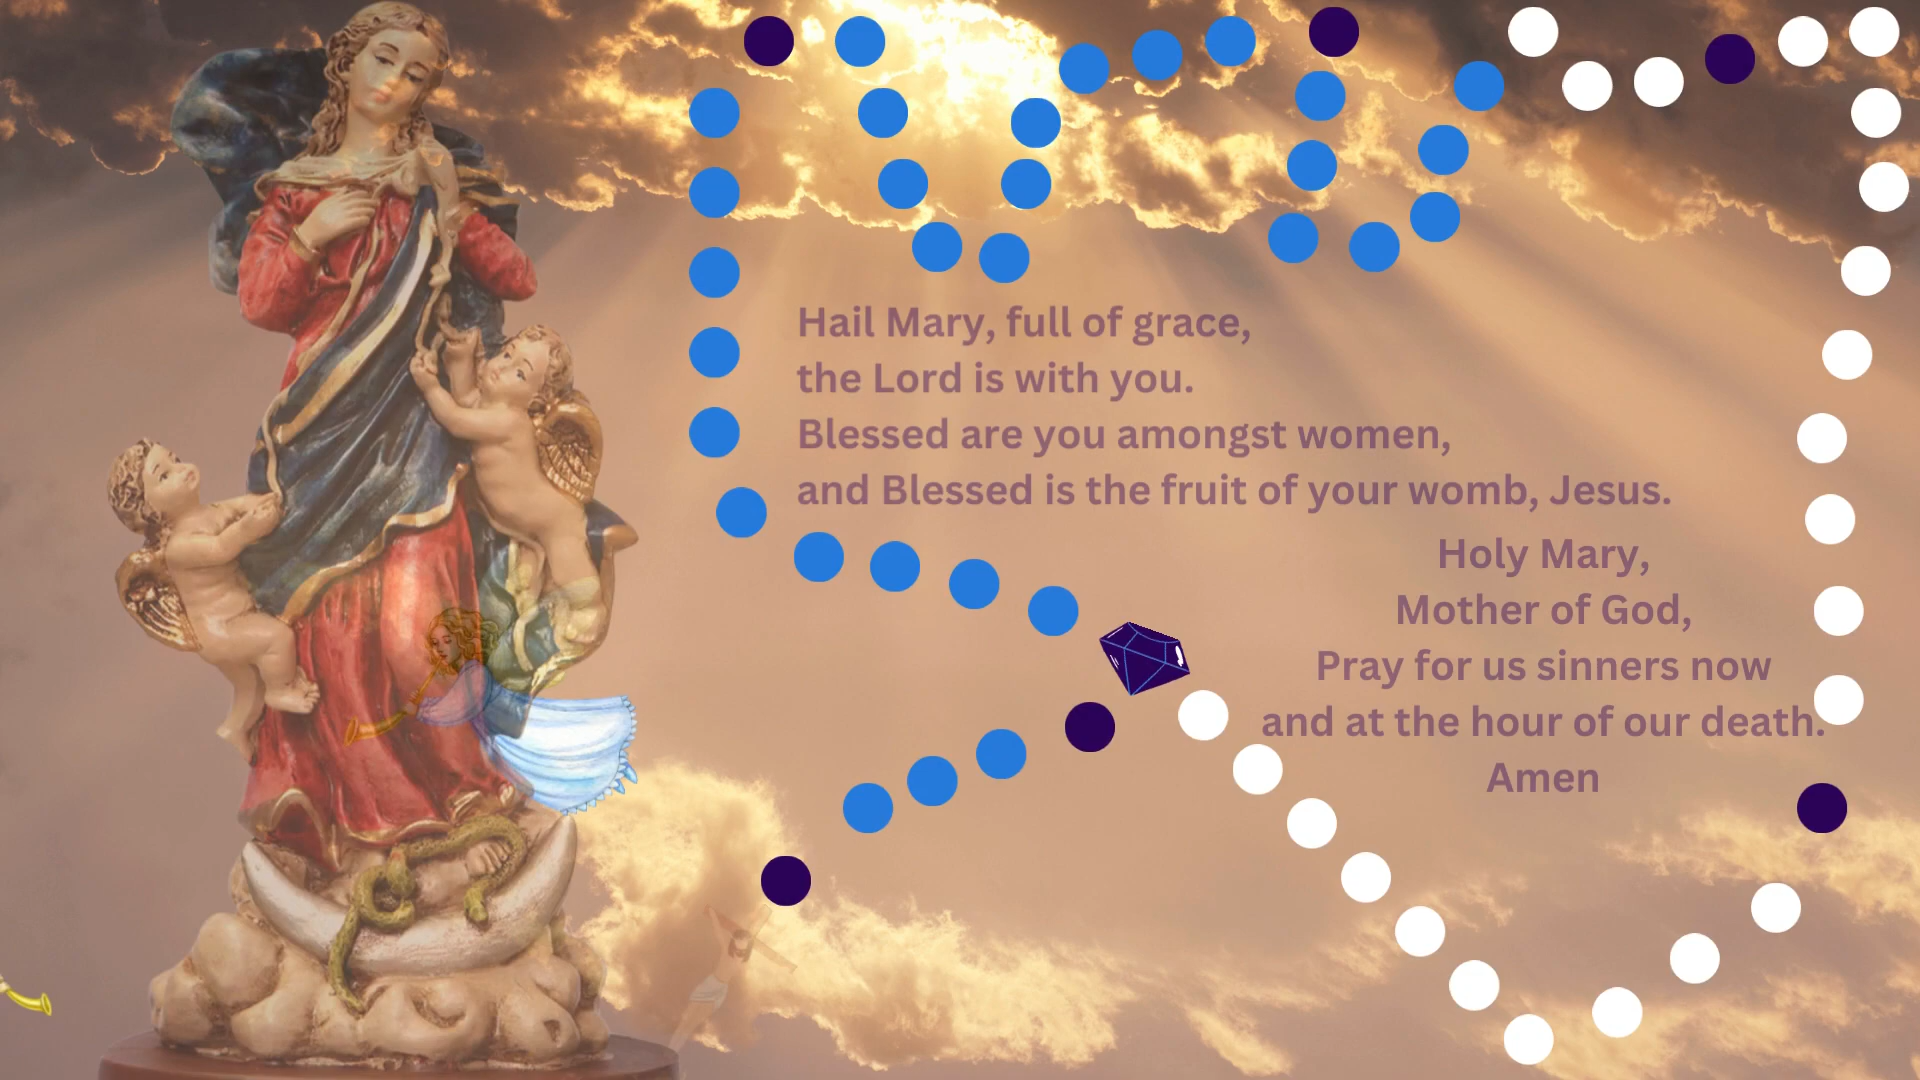 Hail Mary, full of grace,
the Lord is with you.
Blessed are you amongst women,
and Blessed is the fruit of your womb, Jesus.
Holy Mary,
Mother of God,
Pray for us sinners now
and at the hour of our death.
Amen